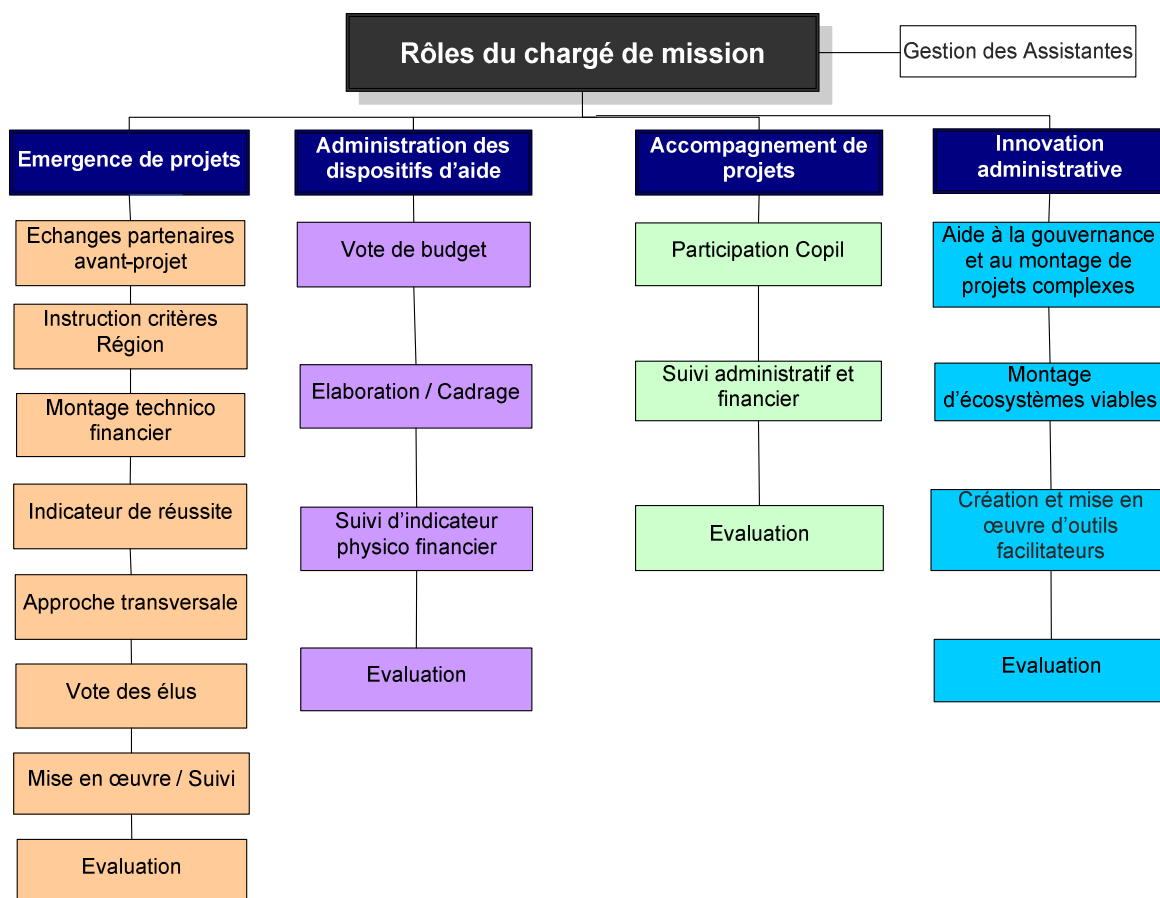 Rôles du chargé de mission
Gestion des Assistantes
Emergence de projets
Echanges partenaires
avant-projet
Instruction critères
Région
Montage technico
financier
Indicateur de réussite
Approche transversale
Vote des élus
Mise en œuvre / Suivi
Evaluation
Administration des
dispositifs d’aide
Vote de budget
Elaboration / Cadrage
Suivi d’indicateur
physico financier
Evaluation
Accompagnement de
projets
Participation Copil
Suivi administratif et
financier
Evaluation
Innovation
administrative
Aide à la gouvernance
et au montage de
projets complexes
Montage
d’écosystèmes viables
Création et mise en
œuvre d’outils
facilitateurs
Evaluation